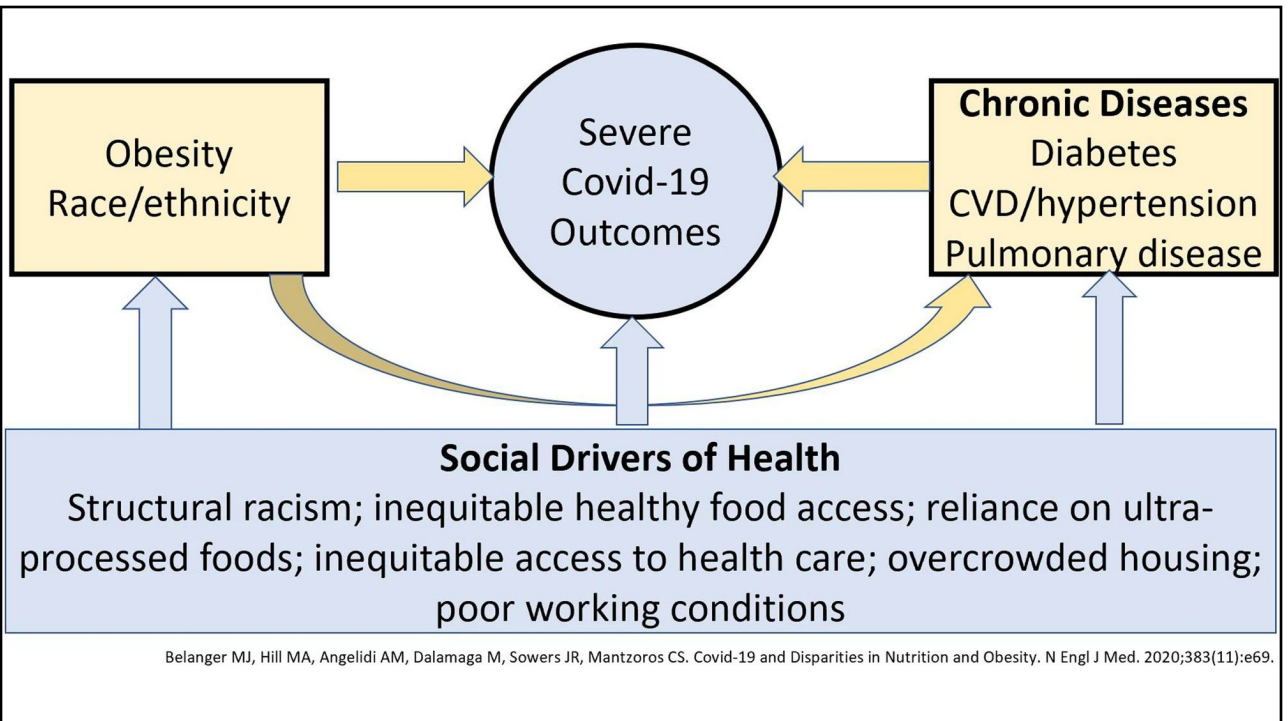 Obesity
Race/ethnicity
Severe
Covid-19
Outcomes
Chronic Diseases
Diabetes
CVD/hypertension
Pulmonary disease
Social Drivers of Health
Structural racism; inequitable healthy food access; reliance on ultra-
processed foods; inequitable access to health care; overcrowded housing;
poor working conditions
Belanger MJ, Hill MA, Angelidi AM, Dalamaga M, Sowers JR, Mantzoros CS. Covid-19 and Disparities in Nutrition and Obesity. N Engl J Med. 2020;383(11):e69.